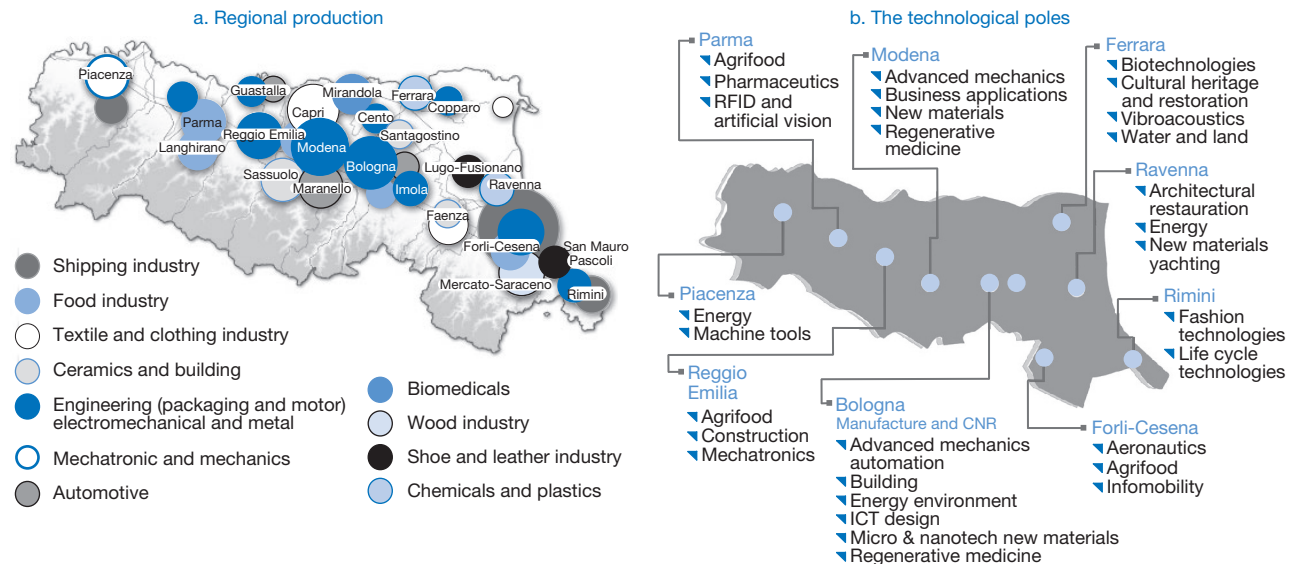 a. Regional production
Piacenza
Guastalla
Parma
Langhirano
Reggio Emilia
Capri
Mirandola
Ferrara
Copparo
Cento
Santagostino
Modena
Bologna
Sassuolo
Maranello
Imola
Lugo-Fusionano
Ravenna
Faenza
Forli-Cesena
San Mauro
Pascoli
Mercato-Saraceno
Rimini
Shipping industry
Food industry
Textile and clothing industry
Ceramics and building
Engineering (packaging and motor)
electromechanical and metal
Mechatronic and mechanics
Automotive
Biomedicals
Wood industry
Shoe and leather industry
Chemicals and plastics
b. The technological poles
Parma
Agrifood
Pharmaceutics
RFID and
artificial vision
Modena
Advanced mechanics
Business applications
New materials
Regenerative
medicine
Ferrara
Biotechnologies
Cultural heritage
and restoration
Vibroacoustics
Water and land
Ravenna
Architectural
restauration
Energy
New materials
yachting
Piacenza
Energy
Machine tools
Rimini
Fashion
technologies
Life cycle
technologies
Reggio
Emilia
Agrifood
Construction
Mechatronics
Bologna
Manufacture and CNR
Advanced mechanics
automation
Building
Energy environment
ICT design
Micro & nanotech new materials
Regenerative medicine
Forli-Cesena
Aeronautics
Agrifood
Infomobility